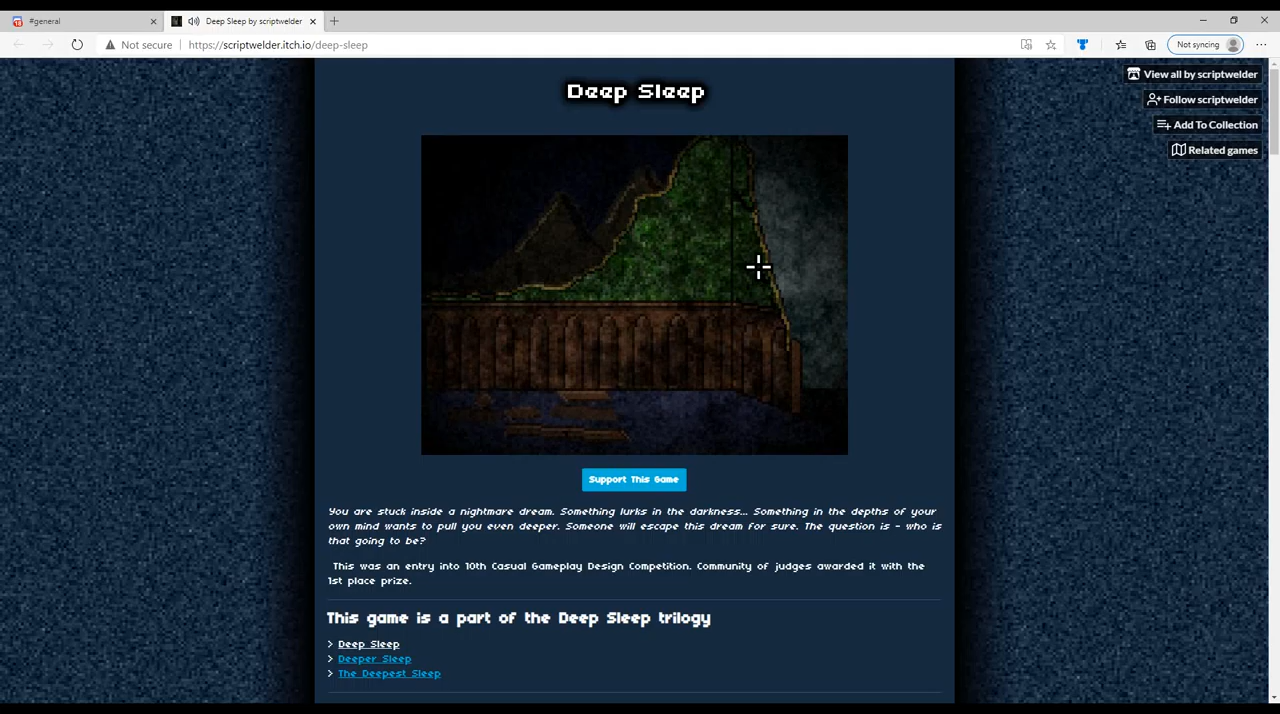 #general
Deep Sleep by scriptwelder
Not secure
https://scriptwelder.itch.io/deep-sleep
Not syncing
View all by scriptwelder
Follow scriptwelder
Add To Collection
Related games
Deep Sleep
Support This Game
You are stuck inside a nightmare dream. Something lurks in the darkness... Something in the depths of your
own mind wants to pull you even deeper. Someone will escape this dream for sure. The question is - who is
that going to be?
This was an entry into 10th Casual Gameplay Design Competition. Community of judges awarded it with the
1st place prize.
This game is a part of the Deep Sleep trilogy
> Deep Sleep
> Deeper Sleep
> The Deepest Sleep